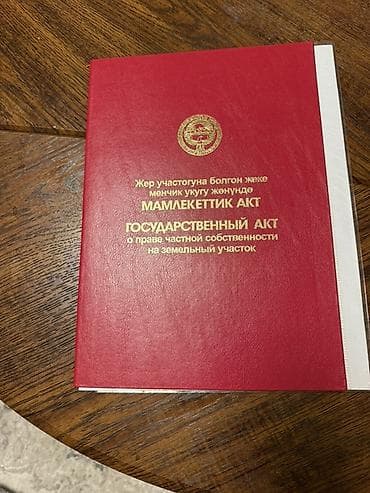 Жер участогуна болгон жеке
менчик укугу жөнүндө
МАМЛЕКЕТТИК АКТ
ГОСУДАРСТВЕННЫЙ АКТ
о праве частной собственности
на земельный участок